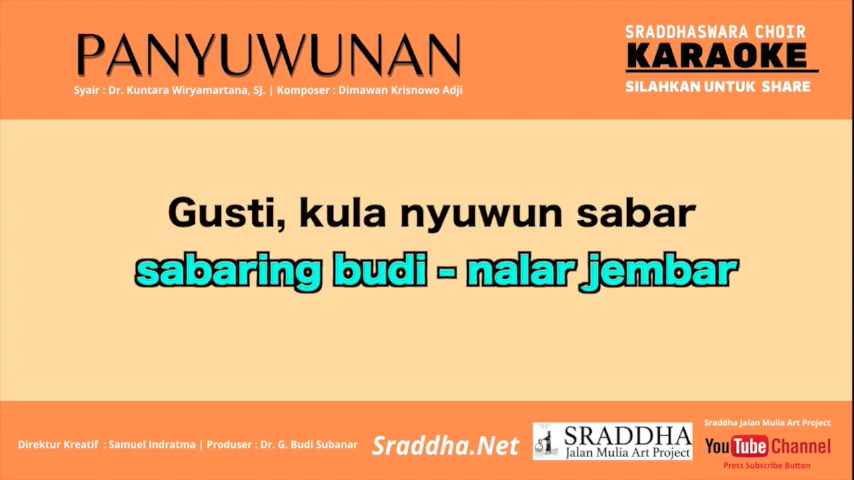 PANYUWUNAN
Syair : Dr. Kuntara Wiryamartana, SJ. | Komposer : Dimawan Krisnowo Adji
SRADDHASWARA CHOIR
KARAOKE
SILAHKAN UNTUK SHARE
Gusti, kula nyuwun sabar
sabaring budi - nalar jembar
Direktur Kreatif : Samuel Indratma | Produser : Dr. G. Budi Subanar
Sraddha.Net
SRADDHA
Jalan Mulia Art Project
Sraddha Jalan Mulia Art Project
YouTube Channel
Press Subscribe Button